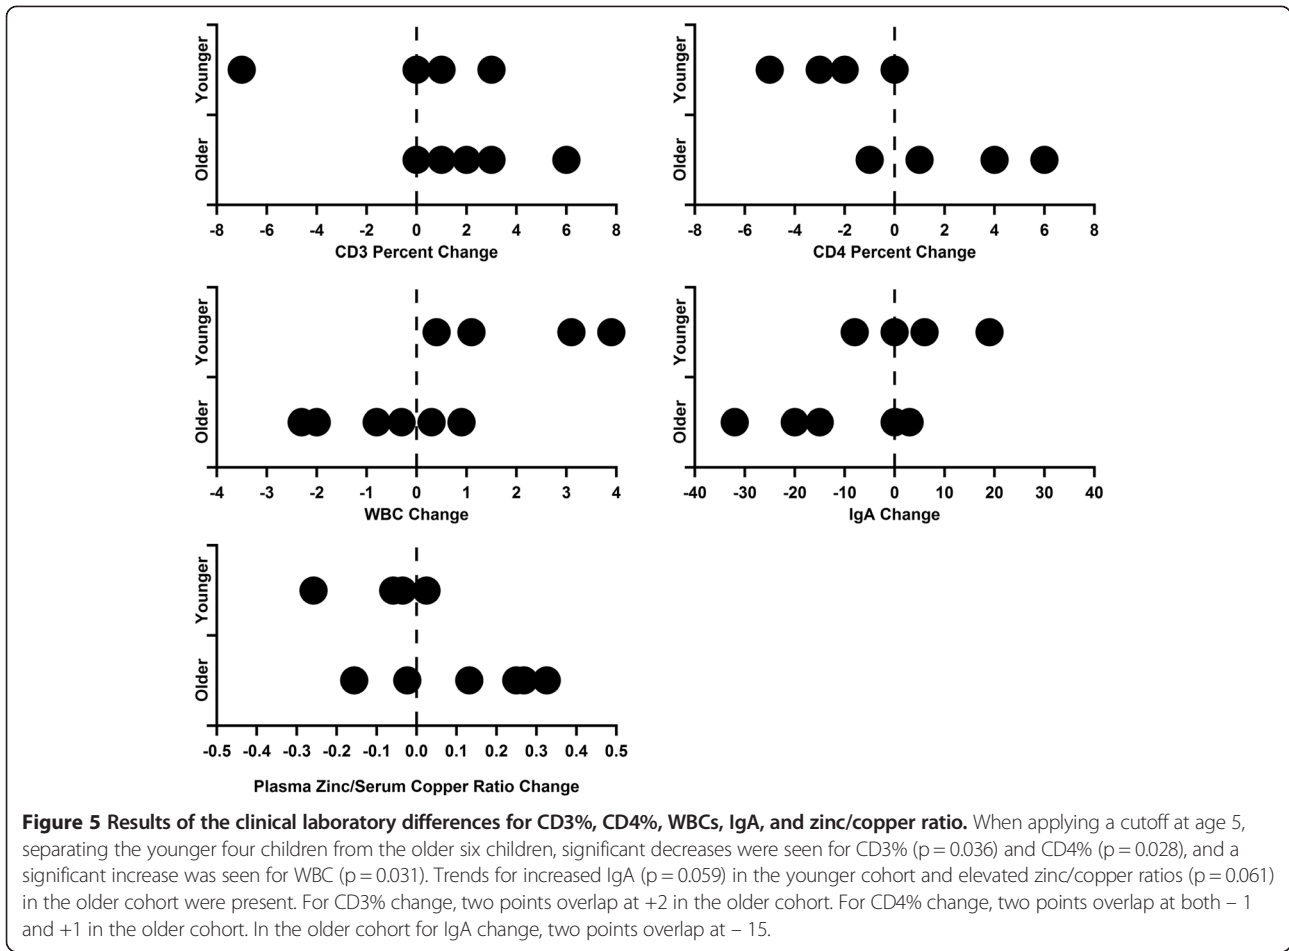 Younger
Older
-8 -6 -4 -2 0 2 4 6 8
CD3 Percent Change
Younger
Older
-8 -6 -4 -2 0 2 4 6 8
CD4 Percent Change
Younger
Older
-4 -3 -2 -1 0 1 2 3 4
WBC Change
Younger
Older
-40 -30 -20 -10 0 10 20 30 40
IgA Change
Younger
Older
-0.5 -0.4 -0.3 -0.2 -0.1 0.0 0.1 0.2 0.3 0.4 0.5
Plasma Zinc/Serum Copper Ratio Change
Figure 5 Results of the clinical laboratory differences for CD3%, CD4%, WBCs, IgA, and zinc/copper ratio. When applying a cutoff at age 5,
separating the younger four children from the older six children, significant decreases were seen for CD3% (p = 0.036) and CD4% (p = 0.028), and a
significant increase was seen for WBC (p = 0.031). Trends for increased IgA (p = 0.059) in the younger cohort and elevated zinc/copper ratios (p = 0.061)
in the older cohort were present. For CD3% change, two points overlap at +2 in the older cohort. For CD4% change, two points overlap at both – 1
and +1 in the older cohort. In the older cohort for IgA change, two points overlap at – 15.